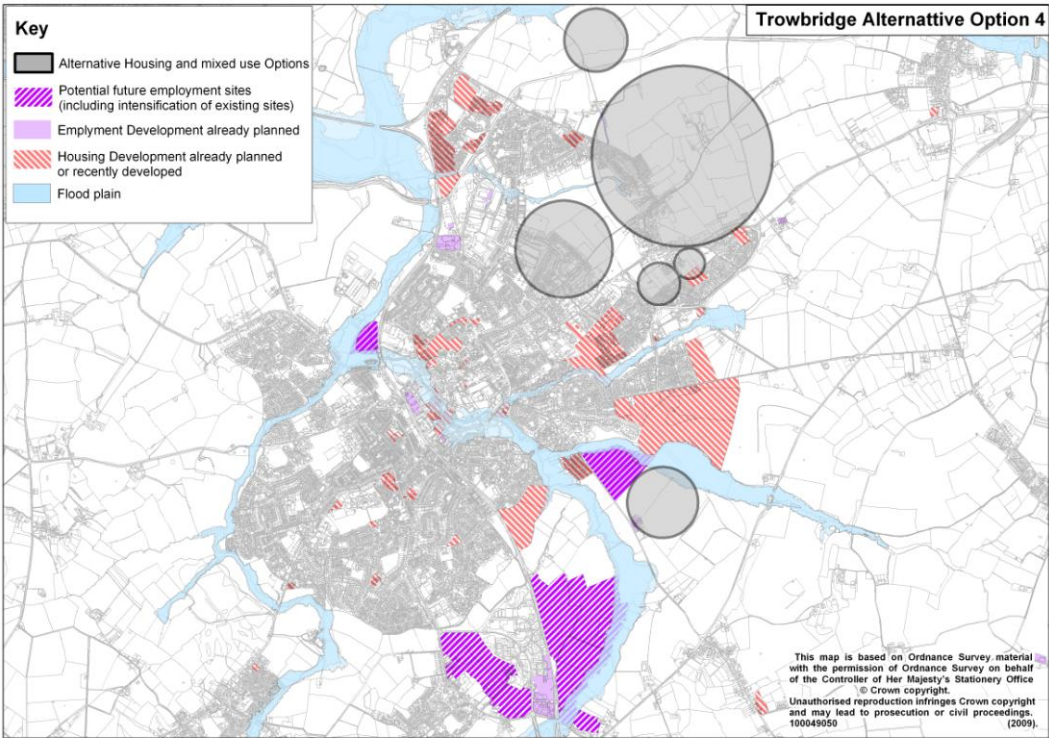 Trowbridge Alternattive Option 4
Key
Alternative Housing and mixed use Options
Potential future employment sites
(including intensification of existing sites)
Emplyment Development already planned
Housing Development already planned
or recently developed
Flood plain
This map is based on Ordnance Survey material
with the permission of Ordnance Survey on behalf
of the Controller of Her Majesty's Stationery Office
© Crown copyright.
Unauthorised reproduction infringes Crown copyright
and may lead to prosecution or civil proceedings.
100049050 (2009).